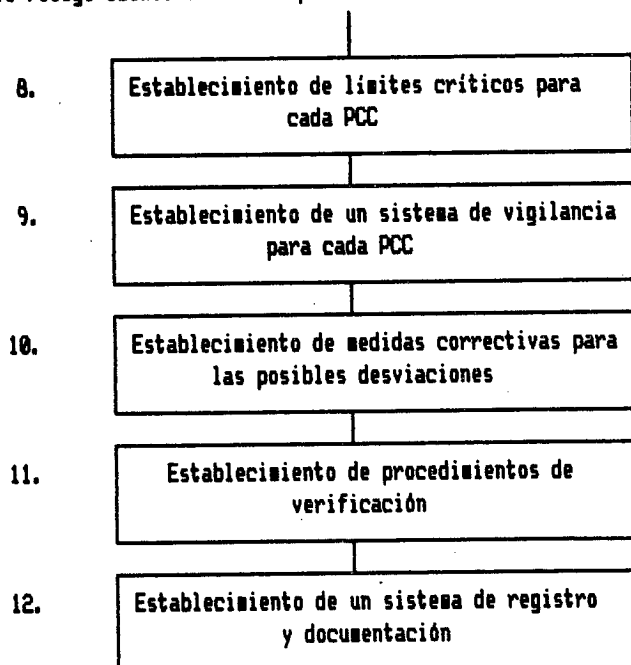 8. Establecimiento de límites críticos para
cada PCC
9. Establecimiento de un sistema de vigilancia
para cada PCC
10. Establecimiento de medidas correctivas para
las posibles desviaciones
11. Establecimiento de procedimientos de
verificación
12. Establecimiento de un sistema de registro
y documentación